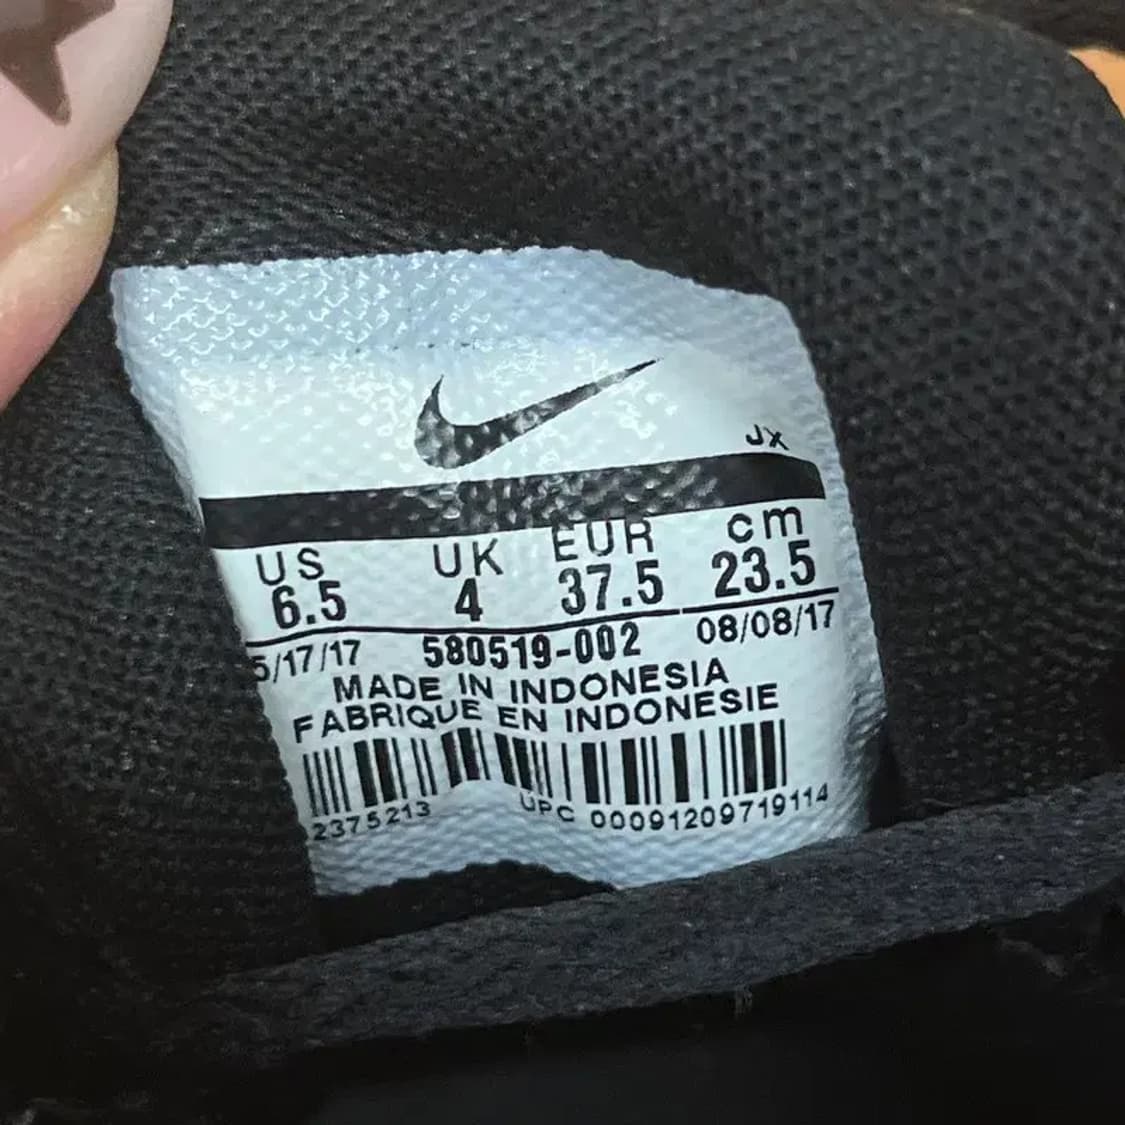 JX
US UK EUR cm
6.5 4 37.5 23.5
5/17/17 580519-002 08/08/17
MADE IN INDONESIA
FABRIQUE EN INDONESIE
2375213 UPC 00091209719114